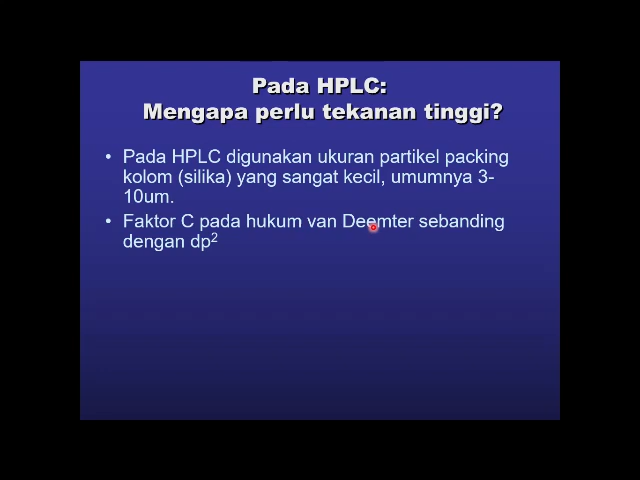 Pada HPLC:
Mengapa perlu tekanan tinggi?
• Pada HPLC digunakan ukuran partikel packing
kolom (silika) yang sangat kecil, umumnya 3-
10um.
• Faktor C pada hukum van Deemter sebanding
dengan dp²